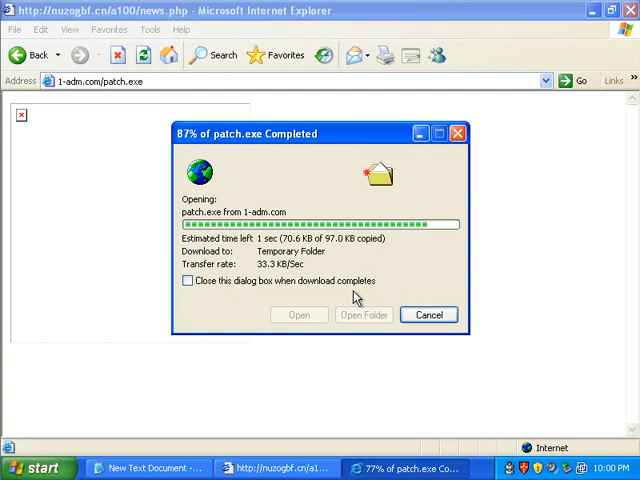 http://nuzogbf.cn/a100/news.php - Microsoft Internet Explorer
File Edit View Favorites Tools Help
Back Search Favorites
Address 1-adm.com/patch.exe Go Links »
87% of patch.exe Completed
Opening:
patch.exe from 1-adm.com
Estimated time left 1 sec (70.6 KB of 97.0 KB copied)
Download to: Temporary Folder
Transfer rate: 33.3 KB/Sec
Close this dialog box when download completes
Open Open Folder Cancel
Internet
start New Text Document -... http://nuzogbf.cn/a1... 77% of patch.exe Co... 10:00 PM